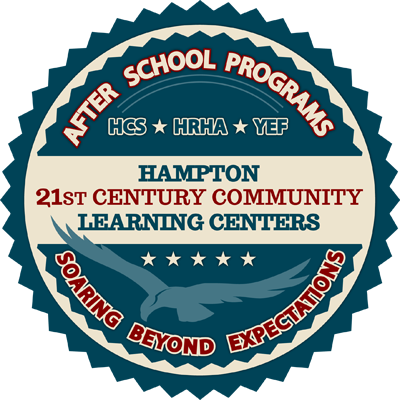 AFTER SCHOOL PROGRAMS
HCS ★ HRHA ★ YEF
HAMPTON
21ST CENTURY COMMUNITY
LEARNING CENTERS
SOARING BEYOND EXPECTATIONS